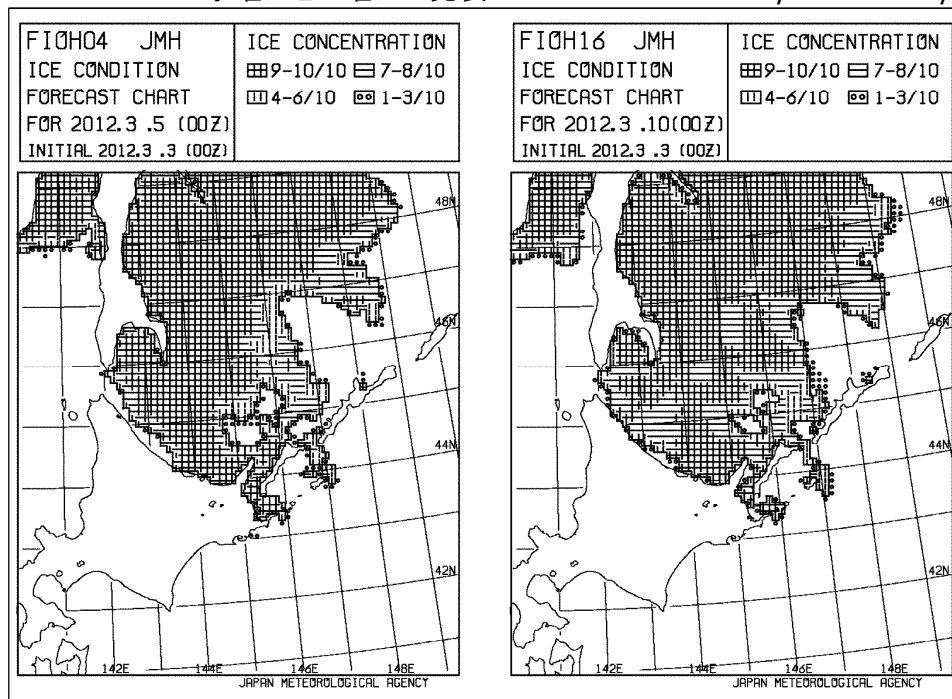 FIOH04 JMH
ICE CONDITION
FORECAST CHART
FOR 2012.3 .5 (00Z)
INITIAL 2012.3 .3 (00Z)
ICE CONCENTRATION
9-10/10 7-8/10
4-6/10 1-3/10
48N
46N
44N
42N
142E 144E 146E 148E
JAPAN METEOROLOGICAL AGENCY
FIOH16 JMH
ICE CONDITION
FORECAST CHART
FOR 2012.3 .10(00Z)
INITIAL 2012.3 .3 (00Z)
ICE CONCENTRATION
9-10/10 7-8/10
4-6/10 1-3/10
48N
46N
44N
42N
142E 144E 146E 148E
JAPAN METEOROLOGICAL AGENCY